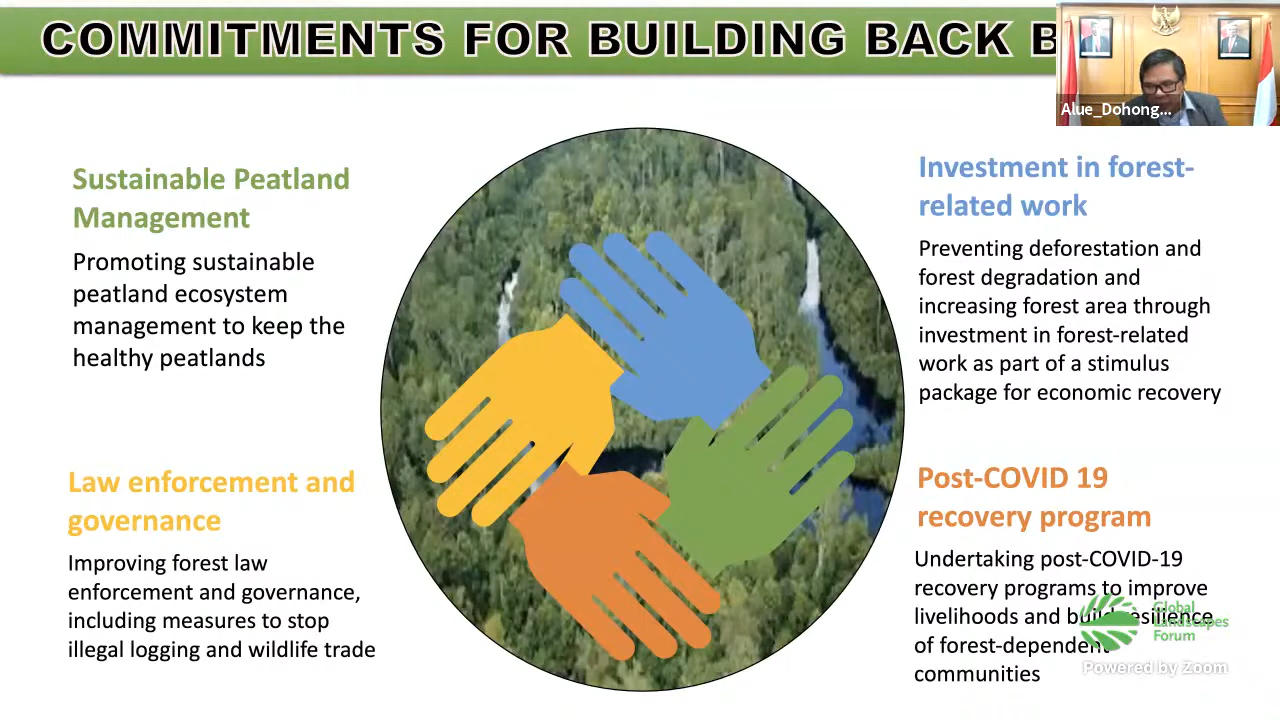 COMMITMENTS FOR BUILDING BACK
Alue_Dohong...
Sustainable Peatland
Management
Promoting sustainable
peatland ecosystem
management to keep the
healthy peatlands
Investment in forest-
related work
Preventing deforestation and
forest degradation and
increasing forest area through
investment in forest-related
work as part of a stimulus
package for economic recovery
Law enforcement and
governance
Improving forest law
enforcement and governance,
including measures to stop
illegal logging and wildlife trade
Post-COVID 19
recovery program
Undertaking post-COVID-19
recovery programs to improve
livelihoods and build resilience
of forest-dependent
communities
Global
Landscapes
Forum
Powered by Zoom